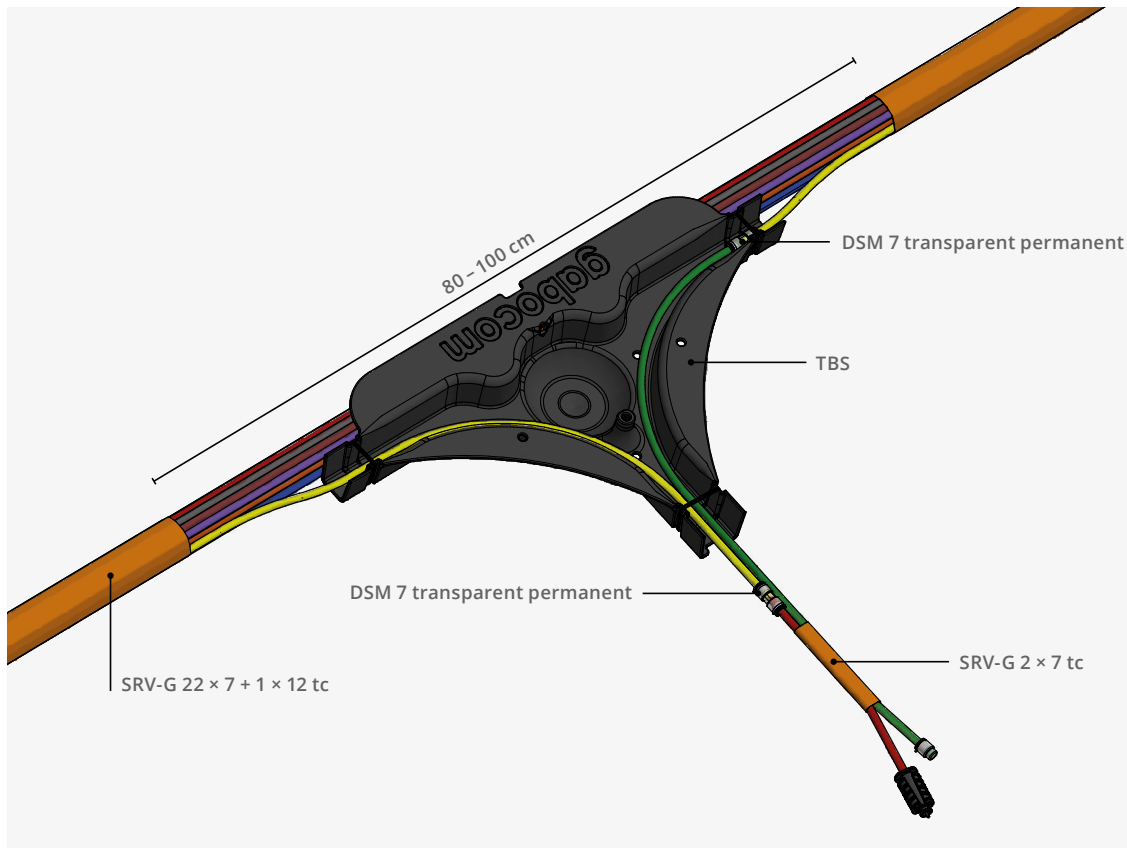 80 – 100 cm
gabocom
DSM 7 transparent permanent
TBS
DSM 7 transparent permanent
SRV-G 2 × 7 tc
SRV-G 22 × 7 + 1 × 12 tc